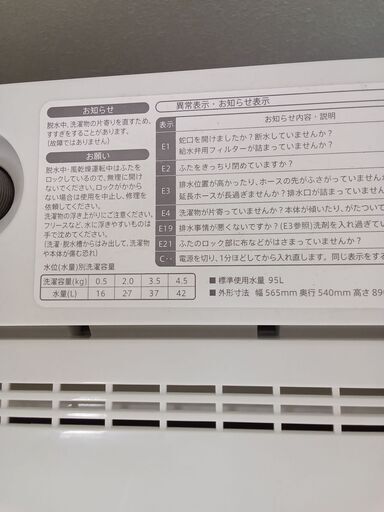 お知らせ
脱水中、洗濯物の片寄りを直すため、
すすぎをすることがあります。
(故障ではありません)
お願い
脱水中・風乾燥運転中はふたを
ロックしているので、無理に開け
ないでください。ロックがかから
ない場合は使用を中止し、修理を
依頼してください。
洗濯物の浮き上がりにご注意ください。
フリースなど、水に浮きやすいものは
手で沈めてください。
(洗濯・脱水槽からはみ出して、洗濯物
や本体が傷む恐れ)
水位(水量)別洗濯容量
洗濯容量(kg) 0.5 2.0 3.5 4.5
水量(L) 16 27 37 42
異常表示・お知らせ表示
表示 お知らせ内容・説明
E1 蛇口を開けましたか?断水していませんか?
給水弁用フィルターが詰まっていませんか?
E2 ふたをきっちり閉めていますか?
E3 排水位置が高かったり、ホースの先がふさがっていませ
延長ホースが長過ぎませんか?排水口が詰まってい
E4 洗濯物が片寄っていませんか?本体が傾いたり、がたついて
E19 排水事情が悪くないですか?(E3参照)洗剤を入れ過ぎてい
E21 ふたのロック部に布などがはさまっていませんか?
C‥ 電源を切り、1分ほどしてから入れ直します。同じ表示をする
■ 標準使用水量 95L
■ 外形寸法 幅 565mm 奥行 540mm 高さ 890